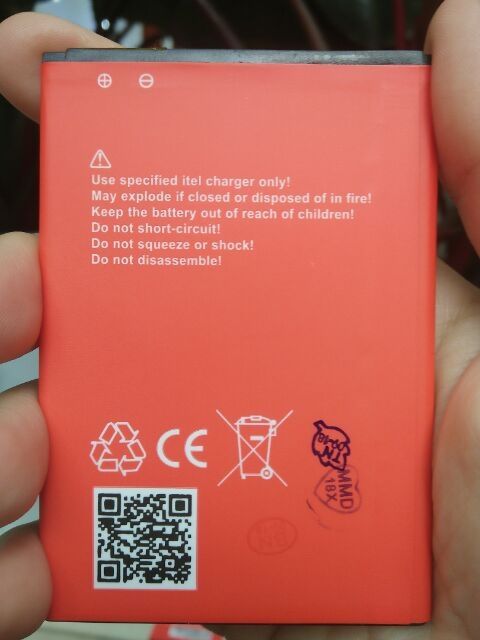 Use specified itel charger only!
May explode if closed or disposed of in fire!
Keep the battery out of reach of children!
Do not short-circuit!
Do not squeeze or shock!
Do not disassemble!
CE
MMD
18X
BN